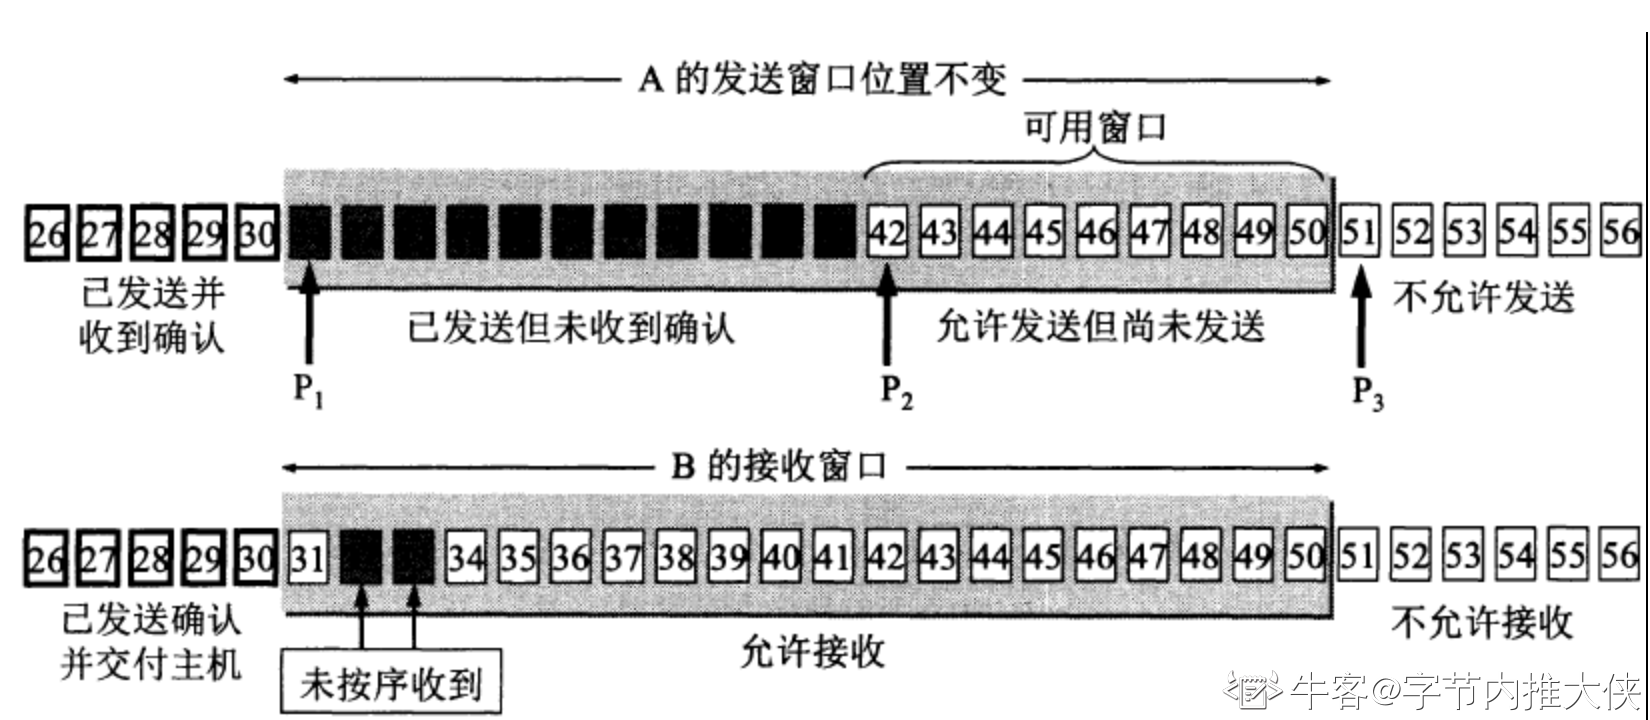 A 的发送窗口位置不变
可用窗口
26 27 28 29 30 42 43 44 45 46 47 48 49 50 51 52 53 54 55 56
已发送并
收到确认
已发送但未收到确认
允许发送但尚未发送
不允许发送
P1
P2
P3
B 的接收窗口
26 27 28 29 30 31 34 35 36 37 38 39 40 41 42 43 44 45 46 47 48 49 50 51 52 53 54 55 56
已发送确认
并交付主机
未按序收到
允许接收
不允许接收
牛客@字节内推大侠